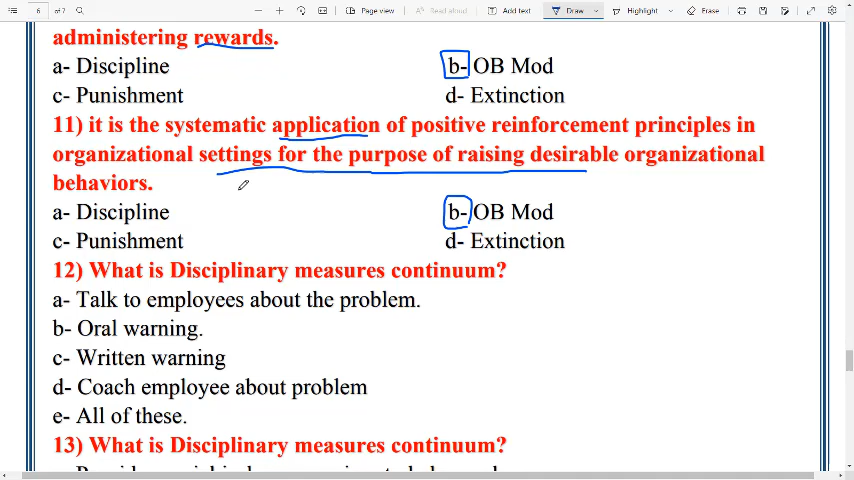 6 of 7
Page view
Read aloud
Add text
Draw
Highlight
Erase
administering rewards.
a- Discipline b- OB Mod
c- Punishment d- Extinction
11) it is the systematic application of positive reinforcement principles in
organizational settings for the purpose of raising desirable organizational
behaviors.
a- Discipline b- OB Mod
c- Punishment d- Extinction
12) What is Disciplinary measures continuum?
a- Talk to employees about the problem.
b- Oral warning.
c- Written warning
d- Coach employee about problem
e- All of these.
13) What is Disciplinary measures continuum?